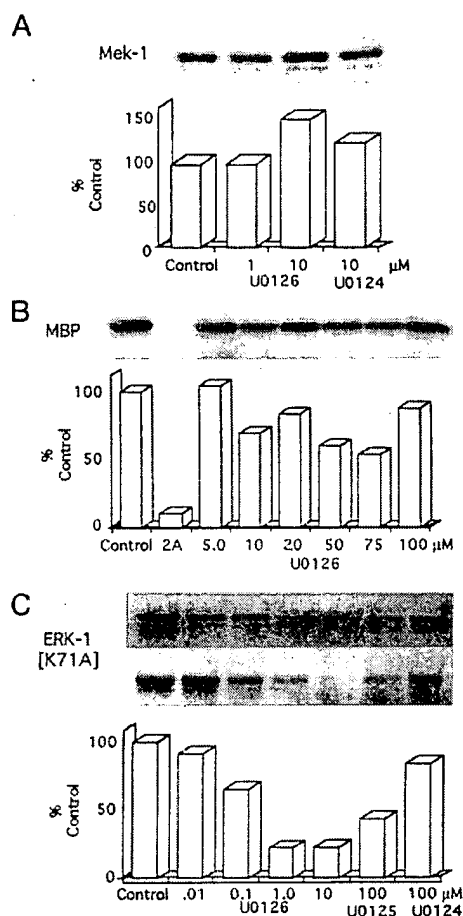 A
Mek-1
150
100
50
0
% Control
Control 1 10 10 μM
U0126 U0124
B
MBP
100
50
0
% Control
Control 2A 5.0 10 20 50 75 100 μM
U0126
C
ERK-1
[K71A]
100
50
0
% Control
Control .01 0.1 1.0 10 100 100 μM
U0126 U0125 U0124